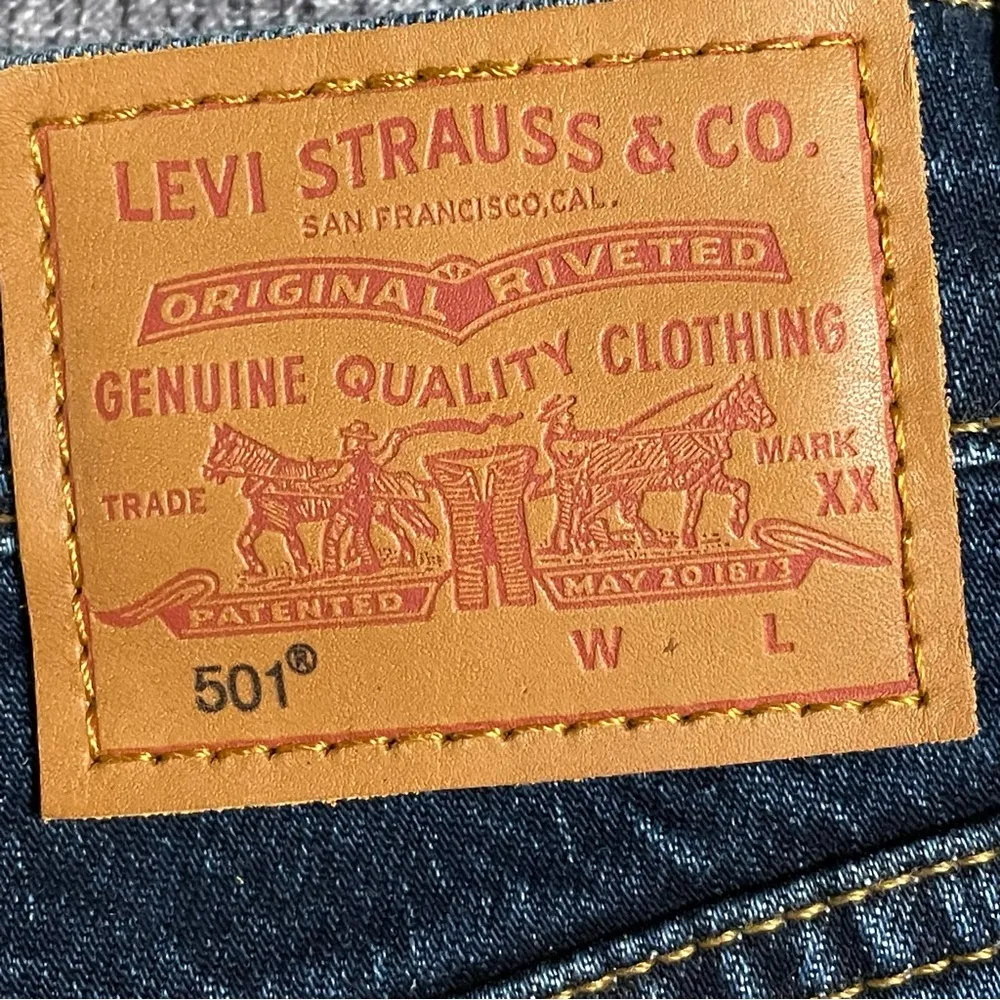 LEVI STRAUSS & CO.
SAN FRANCISCO, CAL.
ORIGINAL RIVETED
GENUINE QUALITY CLOTHING
TRADE MARK
XX
PATENTED MAY 20 1873
501® W L